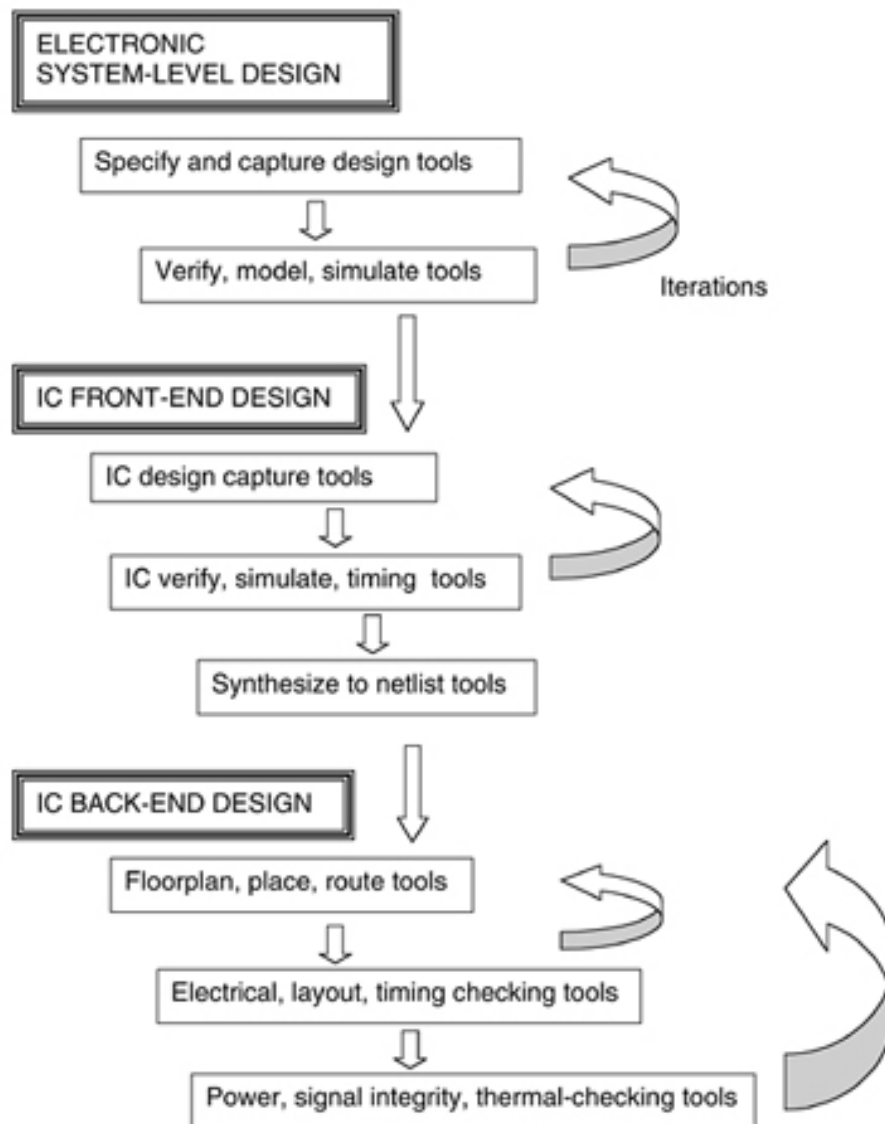 ELECTRONIC
SYSTEM-LEVEL DESIGN
Specify and capture design tools
Verify, model, simulate tools
Iterations
IC FRONT-END DESIGN
IC design capture tools
IC verify, simulate, timing tools
Synthesize to netlist tools
IC BACK-END DESIGN
Floorplan, place, route tools
Electrical, layout, timing checking tools
Power, signal integrity, thermal-checking tools